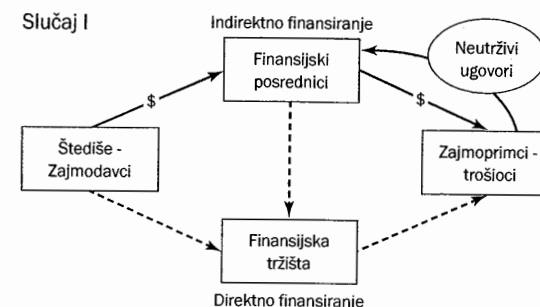 Slučaj I
Indirektno finansiranje
Finansijski
posrednici
Neutrživi
ugovori
$
$
Štediše -
Zajmodavci
Zajmoprimci -
trošioci
Finansijska
tržišta
Direktno finansiranje